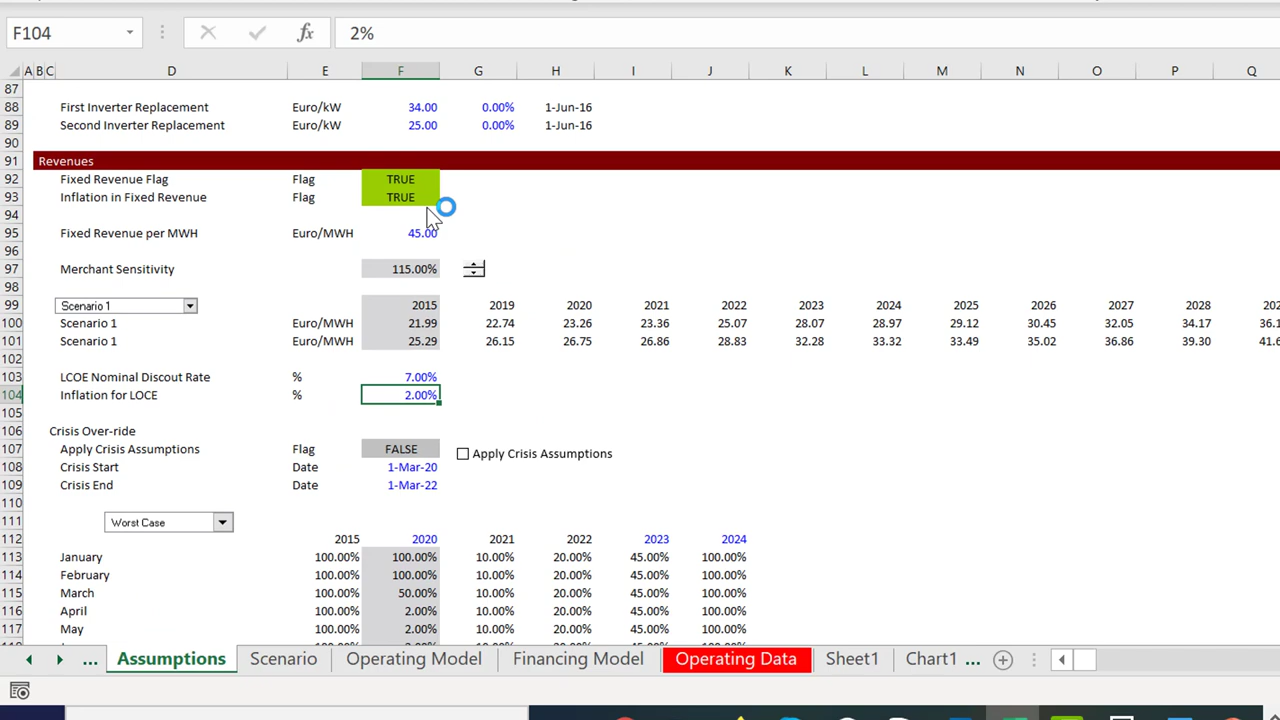 F104 fx 2%
A B C D E F G H I J K L M N O P Q
87
88 First Inverter Replacement Euro/kW 34.00 0.00% 1-Jun-16
89 Second Inverter Replacement Euro/kW 25.00 0.00% 1-Jun-16
90
91 Revenues
92 Fixed Revenue Flag Flag TRUE
93 Inflation in Fixed Revenue Flag TRUE
94
95 Fixed Revenue per MWH Euro/MWH 45.00
96
97 Merchant Sensitivity 115.00%
98
99 Scenario 1 2015 2019 2020 2021 2022 2023 2024 2025 2026 2027 2028 202
100 Scenario 1 Euro/MWH 21.99 22.74 23.26 23.36 25.07 28.07 28.97 29.12 30.45 32.05 34.17 36.1
101 Scenario 1 Euro/MWH 25.29 26.15 26.75 26.86 28.83 32.28 33.32 33.49 35.02 36.86 39.30 41.6
102
103 LCOE Nominal Discout Rate % 7.00%
104 Inflation for LOCE % 2.00%
105
106 Crisis Over-ride
107 Apply Crisis Assumptions Flag FALSE Apply Crisis Assumptions
108 Crisis Start Date 1-Mar-20
109 Crisis End Date 1-Mar-22
110
111 Worst Case
112 2015 2020 2021 2022 2023 2024
113 January 100.00% 100.00% 10.00% 20.00% 45.00% 100.00%
114 February 100.00% 100.00% 10.00% 20.00% 45.00% 100.00%
115 March 100.00% 50.00% 10.00% 20.00% 45.00% 100.00%
116 April 100.00% 2.00% 10.00% 20.00% 45.00% 100.00%
117 May 100.00% 2.00% 10.00% 20.00% 45.00% 100.00%
... Assumptions Scenario Operating Model Financing Model Operating Data Sheet1 Chart1 ...